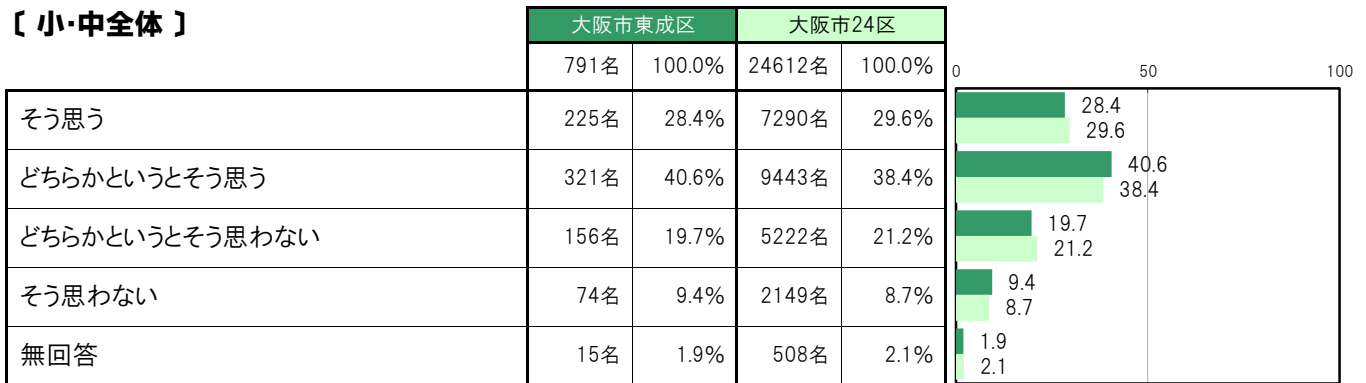 〔 小・中全体 〕
大阪市東成区 大阪市24区
791名 100.0% 24612名 100.0%
0 50 100
そう思う 225名 28.4% 7290名 29.6%
28.4
29.6
どちらかというとそう思う 321名 40.6% 9443名 38.4%
40.6
38.4
どちらかというとそう思わない 156名 19.7% 5222名 21.2%
19.7
21.2
そう思わない 74名 9.4% 2149名 8.7%
9.4
8.7
無回答 15名 1.9% 508名 2.1%
1.9
2.1